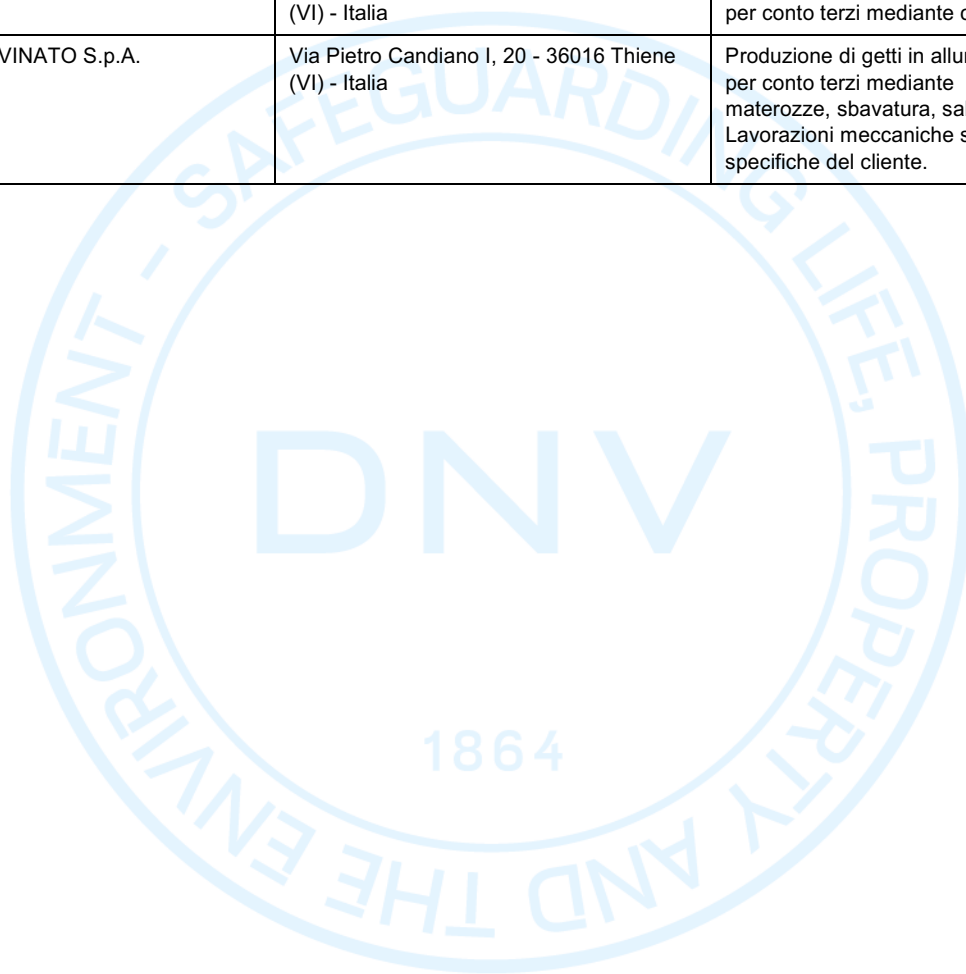 (VI) - Italia
per conto terzi mediante
VINATO S.p.A.
Via Pietro Candiano I, 20 - 36016 Thiene
(VI) - Italia
Produzione di getti in
per conto terzi mediante
materozze, sbavatura,
Lavorazioni meccaniche
specifiche del cliente.
SAFEGUARDING LIFE, PROPERTY AND THE ENVIRONMENT -
DNV
1864